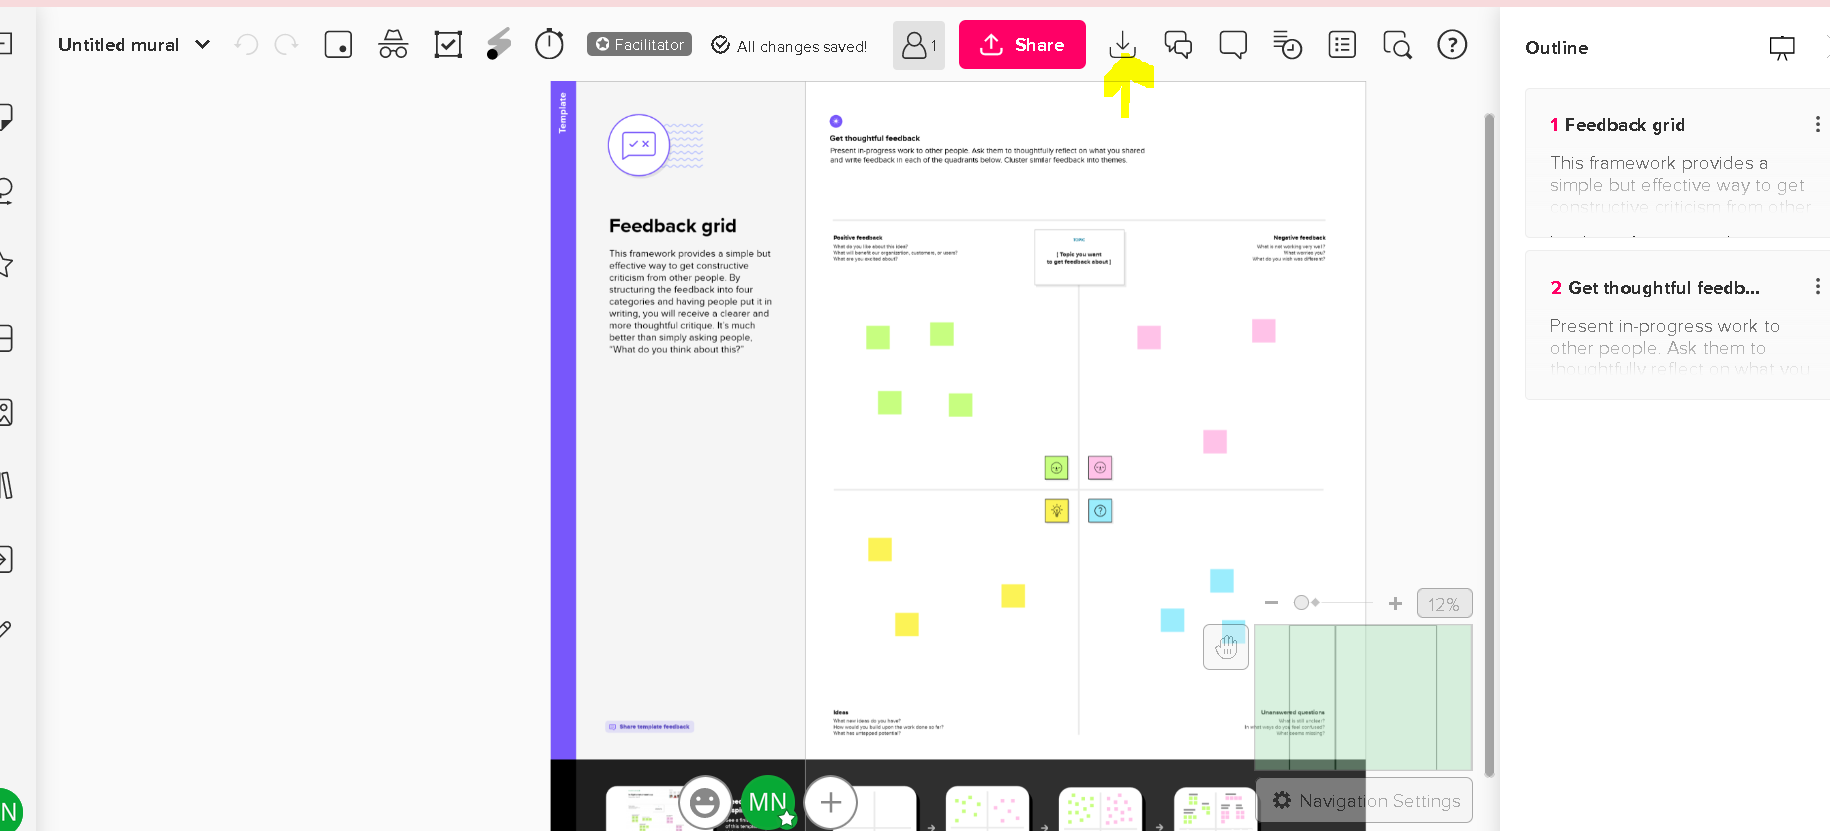 Untitled mural
Facilitator
All changes saved!
1
Share
Outline
Template
Feedback grid
This framework provides a simple but
effective way to get constructive
criticism from other people. By
structuring the feedback into four
categories and having people put it in
writing, you will receive a clearer and
more thoughtful critique. It's much
better than simply asking people,
"What do you think about this?"
Share template feedback
Get thoughtful feedback
Present in-progress work to other people. Ask them to thoughtfully reflect on what you shared
and write feedback in each of the quadrants below. Cluster similar feedback into themes.
Positive feedback
What do you like about this idea?
What will benefit our organization, customers, or users?
What are you excited about?
TOPIC
[ Topic you want
to get feedback about ]
Negative feedback
What is not working very well?
What worries you?
What do you wish was different?
Ideas
What new ideas do you have?
How would you build upon the work done so far?
What has untapped potential?
Unanswered questions
What is still unclear?
In what ways do you feel confused?
What seems missing?
12%
Navigation Settings
MN
N
1 Feedback grid
This framework provides a
simple but effective way to get
constructive criticism from other
2 Get thoughtful feedb...
Present in-progress work to
other people. Ask them to
thoughtfully reflect on what you